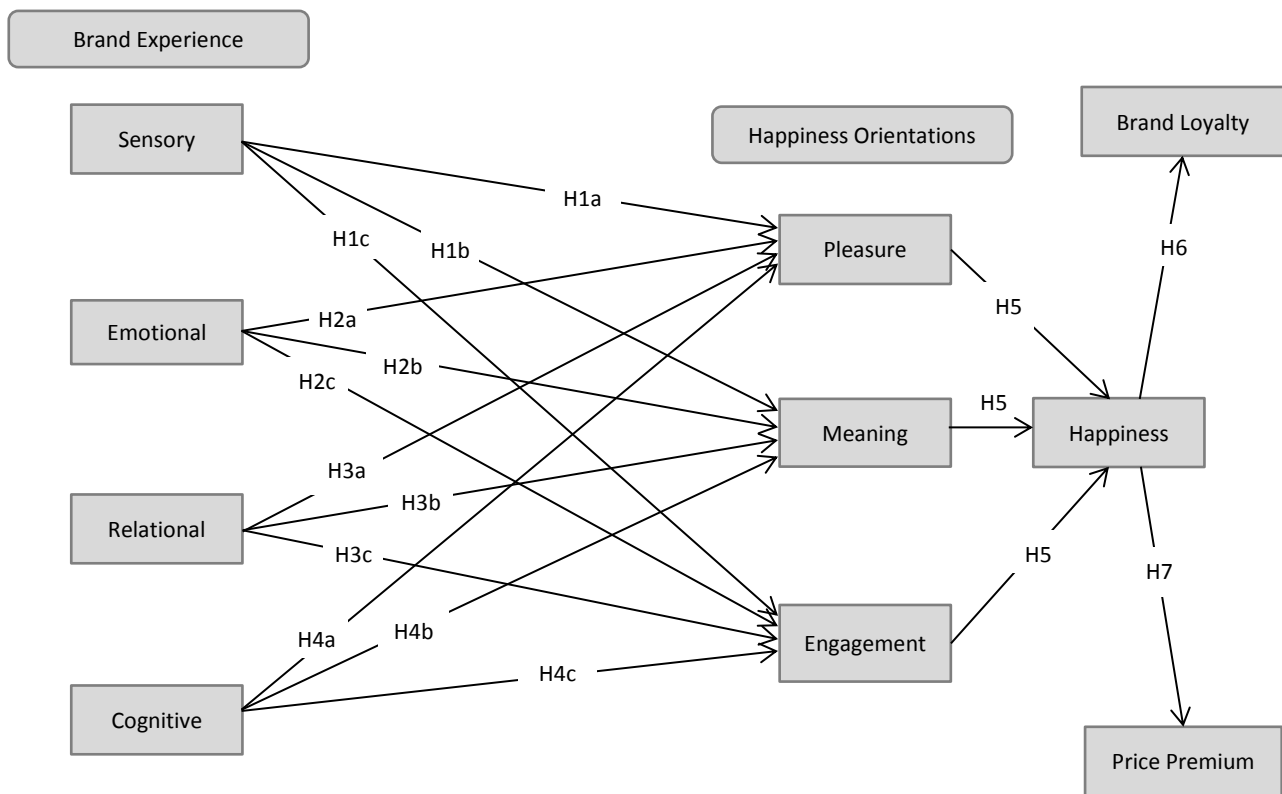 Brand Experience
Sensory
Emotional
Relational
Cognitive
H1a
H1b
H1c
H2a
H2b
H2c
H3a
H3b
H3c
H4a
H4b
H4c
Happiness Orientations
Pleasure
Meaning
Engagement
H5
H5
H5
Happiness
H6
H7
Brand Loyalty
Price Premium